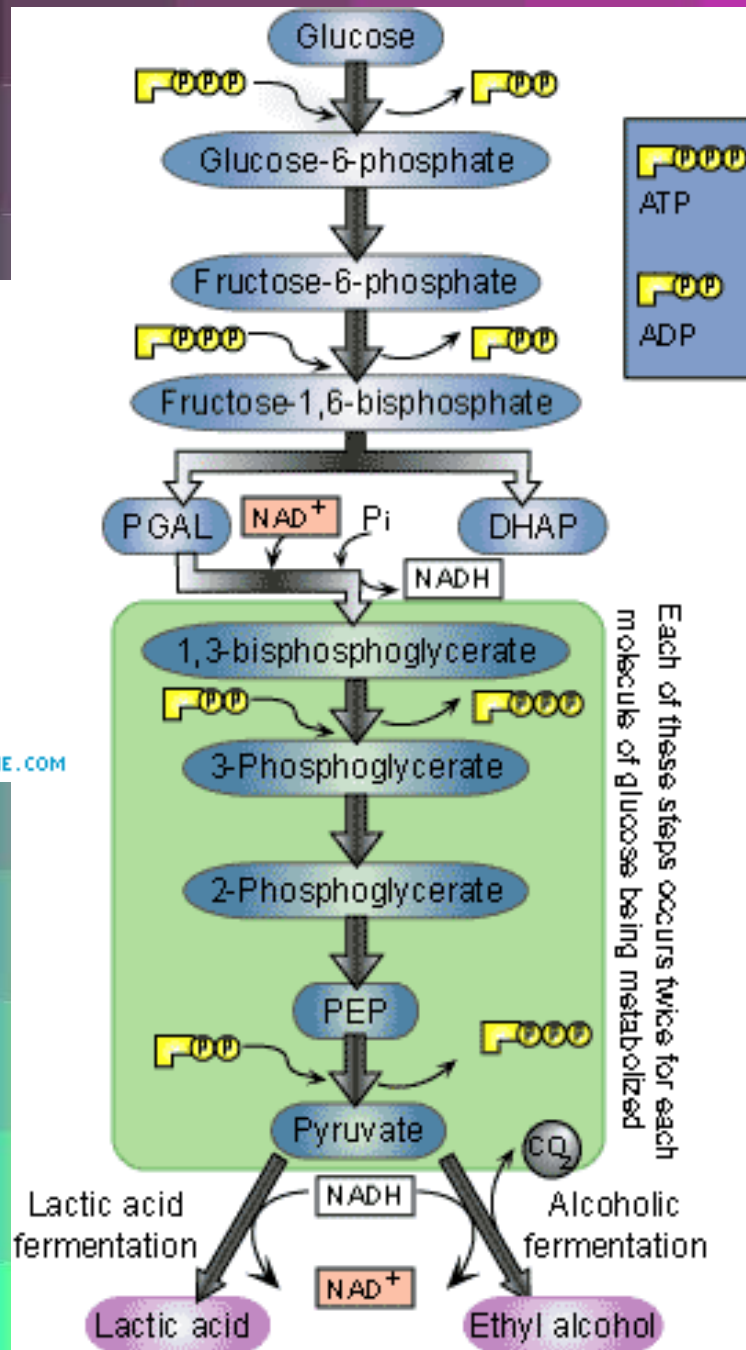 Glucose
P P P
P P
Glucose-6-phosphate
P P P
ATP
Fructose-6-phosphate
P P
ADP
P P P
P P
Fructose-1,6-bisphosphate
PGAL
NAD+
Pi
DHAP
NADH
1,3-bisphosphoglycerate
P P
P P P
3-Phosphoglycerate
E.COM
2-Phosphoglycerate
PEP
P P
P P P
Pyruvate
CO2
Each of these steps occurs twice for each
molecule of glucose being metabolized
Lactic acid
fermentation
NADH
Alcoholic
fermentation
NAD+
Lactic acid
Ethyl alcohol